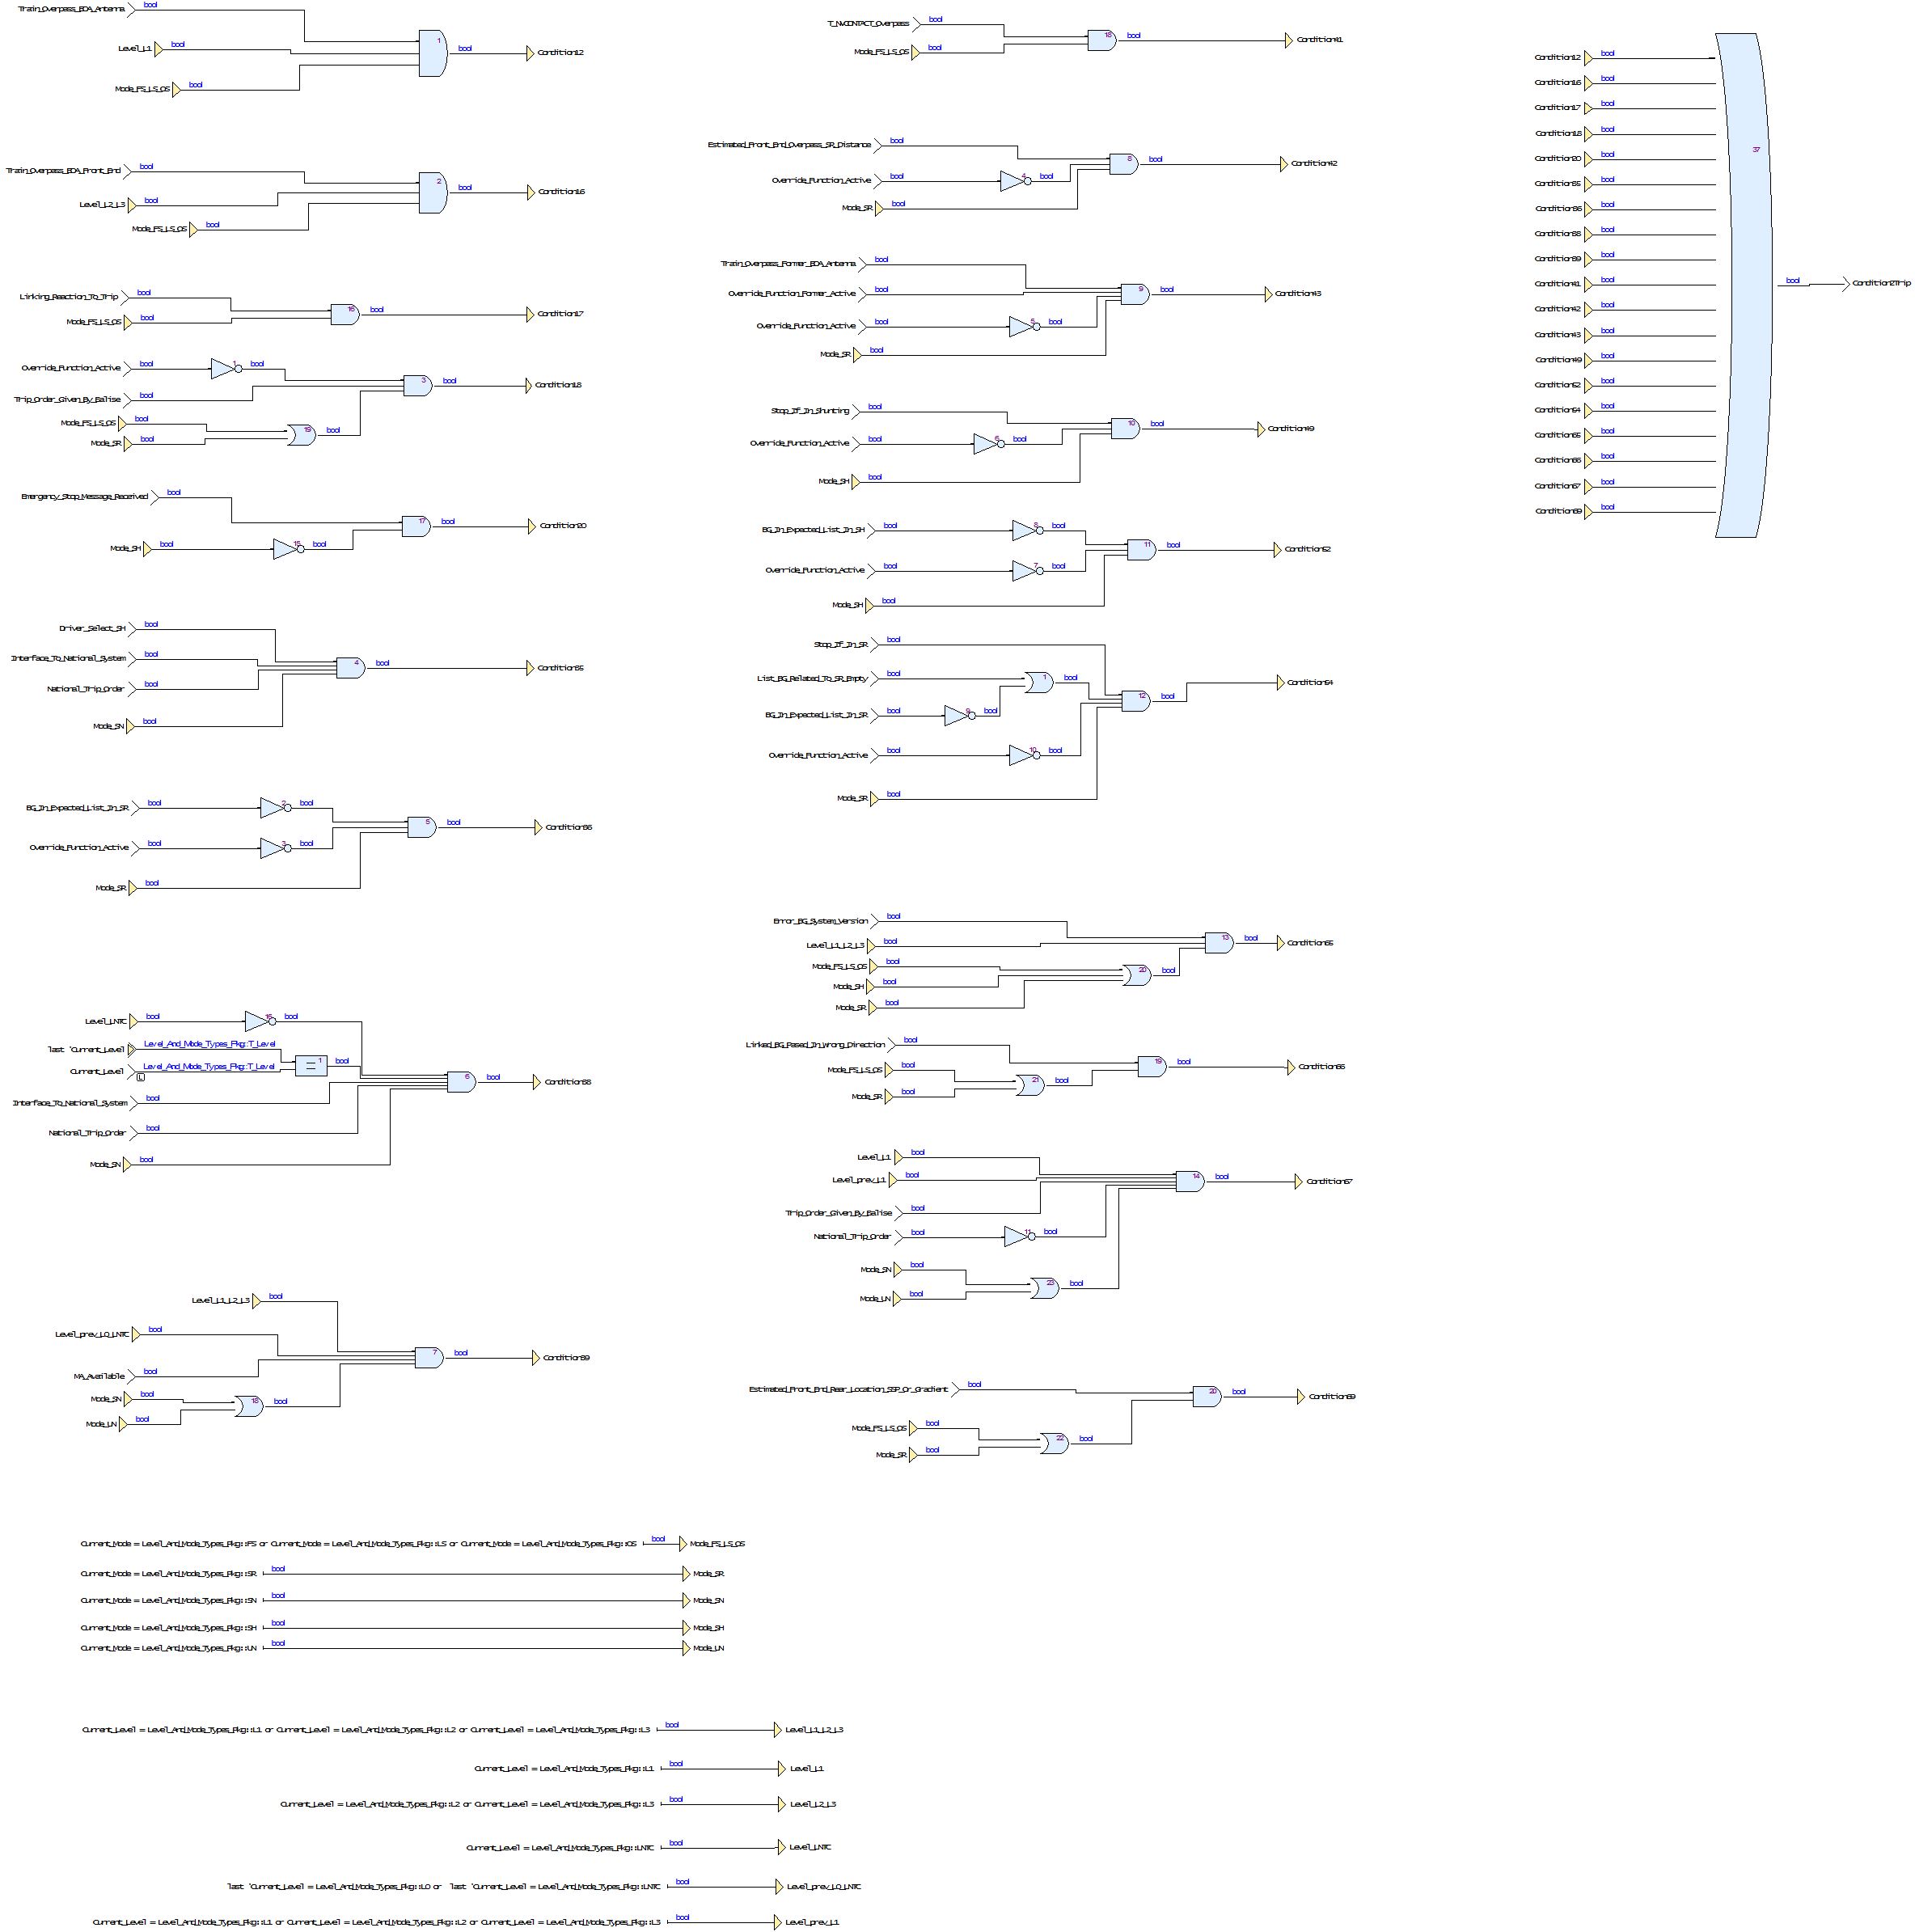 Train_Overpass_EOA_Antenna bool
Level_L1 bool
Mode_FS_LS_OS bool
1
bool Condition12
Train_Overpass_EOA_Front_End bool
Level_L2_L3 bool
Mode_FS_LS_OS bool
2
bool Condition16
Linking_Reaction_To_Trip bool
Mode_FS_LS_OS bool
16
bool Condition17
Override_Function_Active bool
1
bool
Trip_Order_Given_By_Balise bool
Mode_FS_LS_OS bool
Mode_SR bool
19
bool
3
bool Condition18
Emergency_Stop_Message_Received bool
Mode_SH bool
15
bool
17
bool Condition20
Driver_Select_SH bool
Interface_To_National_System bool
National_Trip_Order bool
Mode_SN bool
4
bool Condition35
BG_In_Expected_List_In_SR bool
2
bool
Override_Function_Active bool
3
bool
Mode_SR bool
5
bool Condition36
Level_LNTC bool
16
bool
last 'Current_Level Level_And_Mode_Types_Pkg::T_Level
Current_Level Level_And_Mode_Types_Pkg::T_Level
L
1
=
bool
Interface_To_National_System bool
National_Trip_Order bool
Mode_SN bool
6
bool Condition38
Level_L1_L2_L3 bool
Level_prev_L0_LNTC bool
MA_Available bool
Mode_SN bool
Mode_UN bool
18
bool
7
bool Condition39
T_NVCONTACT_Overpass bool
Mode_FS_LS_OS bool
18
bool Condition41
Estimated_Front_End_Overpass_SR_Distance bool
Override_Function_Active bool
4
bool
Mode_SR bool
8
bool Condition42
Train_Overpass_Former_EOA_Antenna bool
Override_Function_Former_Active bool
Override_Function_Active bool
5
bool
Mode_SR bool
9
bool Condition43
Stop_If_In_Shunting bool
Override_Function_Active bool
6
bool
Mode_SH bool
10
bool Condition49
BG_In_Expected_List_In_SH bool
8
bool
Override_Function_Active bool
7
bool
Mode_SH bool
11
bool Condition52
Stop_If_In_SR bool
List_BG_Related_To_SR_Empty bool
1
bool
BG_In_Expected_List_In_SR bool
9
bool
Override_Function_Active bool
10
bool
Mode_SR bool
12
bool Condition54
Error_BG_System_Version bool
Level_L1_L2_L3 bool
Mode_FS_LS_OS bool
Mode_SH bool
Mode_SR bool
20
bool
13
bool Condition65
Linked_BG_Pased_In_Wrong_Direction bool
Mode_FS_LS_OS bool
Mode_SR bool
21
bool
19
bool Condition66
Level_L1 bool
Level_prev_L1 bool
Trip_Order_Given_By_Balise bool
National_Trip_Order bool
11
bool
Mode_SN bool
Mode_UN bool
23
bool
14
bool Condition67
Estimated_Front_End_Rear_Location_SSP_Or_Gradient bool
Mode_FS_LS_OS bool
Mode_SR bool
22
bool
20
bool Condition69
Condition12 bool
Condition16 bool
Condition17 bool
Condition18 bool
Condition20 bool
Condition35 bool
Condition36 bool
Condition38 bool
Condition39 bool
Condition41 bool
Condition42 bool
Condition43 bool
Condition49 bool
Condition52 bool
Condition54 bool
Condition65 bool
Condition66 bool
Condition67 bool
Condition69 bool
37
bool Condition2Trip
Current_Mode = Level_And_Mode_Types_Pkg::FS or Current_Mode = Level_And_Mode_Types_Pkg::LS or Current_Mode = Level_And_Mode_Types_Pkg::OS bool Mode_FS_LS_OS
Current_Mode = Level_And_Mode_Types_Pkg::SR bool Mode_SR
Current_Mode = Level_And_Mode_Types_Pkg::SN bool Mode_SN
Current_Mode = Level_And_Mode_Types_Pkg::SH bool Mode_SH
Current_Mode = Level_And_Mode_Types_Pkg::UN bool Mode_UN
Current_Level = Level_And_Mode_Types_Pkg::L1 or Current_Level = Level_And_Mode_Types_Pkg::L2 or Current_Level = Level_And_Mode_Types_Pkg::L3 bool Level_L1_L2_L3
Current_Level = Level_And_Mode_Types_Pkg::L1 bool Level_L1
Current_Level = Level_And_Mode_Types_Pkg::L2 or Current_Level = Level_And_Mode_Types_Pkg::L3 bool Level_L2_L3
Current_Level = Level_And_Mode_Types_Pkg::LNTC bool Level_LNTC
last 'Current_Level = Level_And_Mode_Types_Pkg::L0 or last 'Current_Level = Level_And_Mode_Types_Pkg::LNTC bool Level_prev_L0_LNTC
Current_Level = Level_And_Mode_Types_Pkg::L1 or Current_Level = Level_And_Mode_Types_Pkg::L2 or Current_Level = Level_And_Mode_Types_Pkg::L3 bool Level_prev_L1